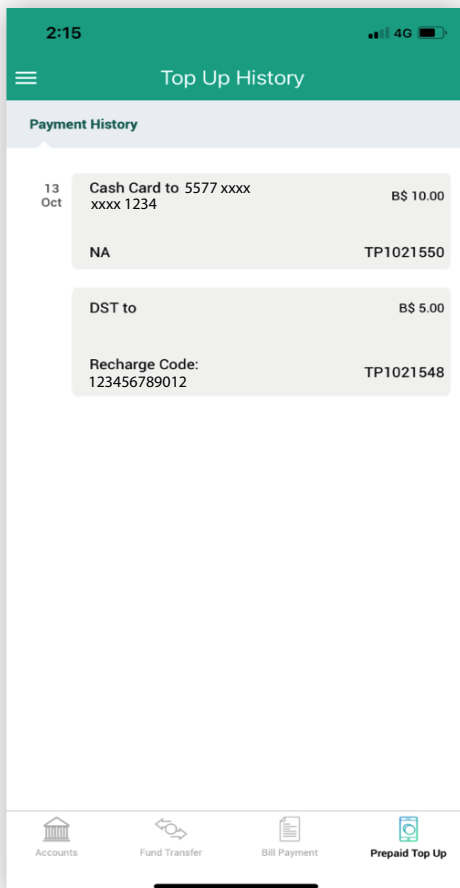 2:15
4G
Top Up History
Payment History
13
Oct
Cash Card to 5577 xxxx
xxxx 1234
B$ 10.00
NA
TP1021550
DST to
B$ 5.00
Recharge Code:
123456789012
TP1021548
Accounts
Fund Transfer
Bill Payment
Prepaid Top Up